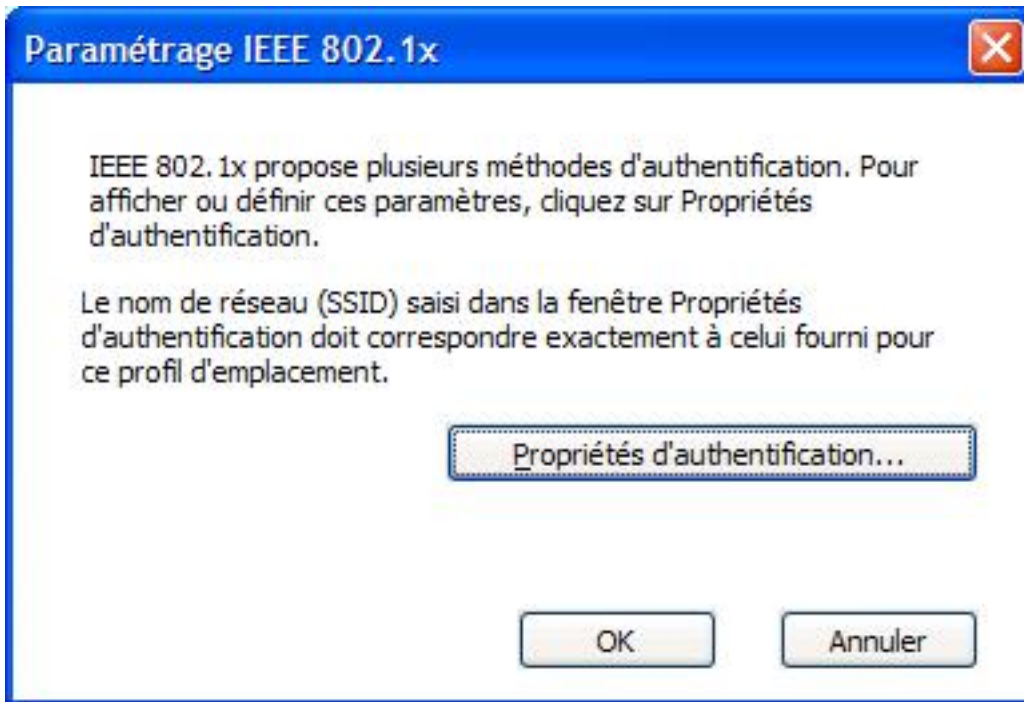 Paramétrage IEEE 802.1x
IEEE 802.1x propose plusieurs méthodes d'authentification. Pour
afficher ou définir ces paramètres, cliquez sur Propriétés
d'authentification.
Le nom de réseau (SSID) saisi dans la fenêtre Propriétés
d'authentification doit correspondre exactement à celui fourni pour
ce profil d'emplacement.
Propriétés d'authentification...
OK
Annuler